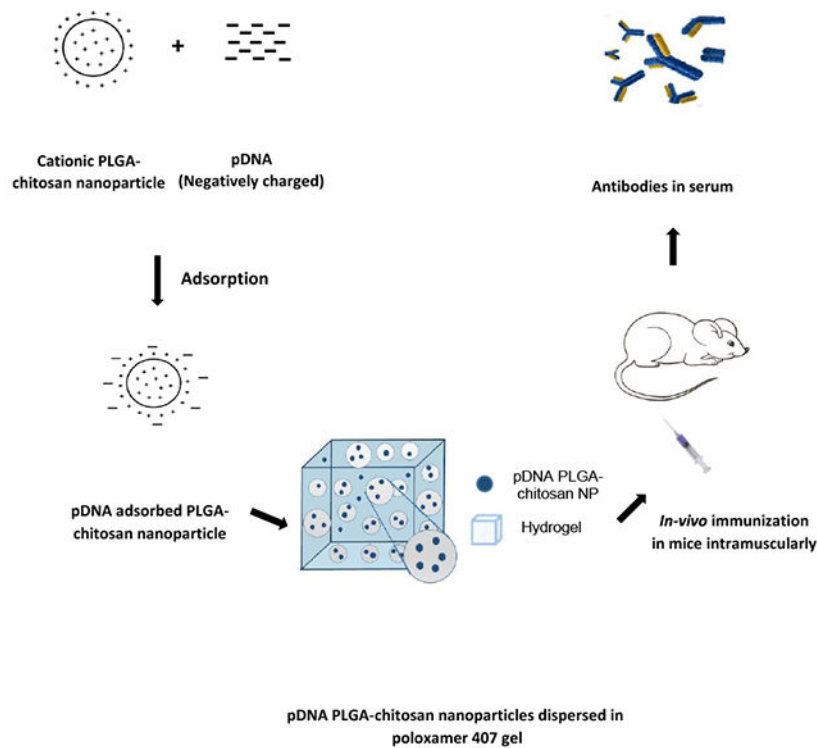 Cationic PLGA-
chitosan nanoparticle
pDNA
(Negatively charged)
Adsorption
pDNA adsorbed PLGA-
chitosan nanoparticle
pDNA PLGA-
chitosan NP
Hydrogel
In-vivo immunization
in mice intramuscularly
Antibodies in serum
pDNA PLGA-chitosan nanoparticles dispersed in
poloxamer 407 gel